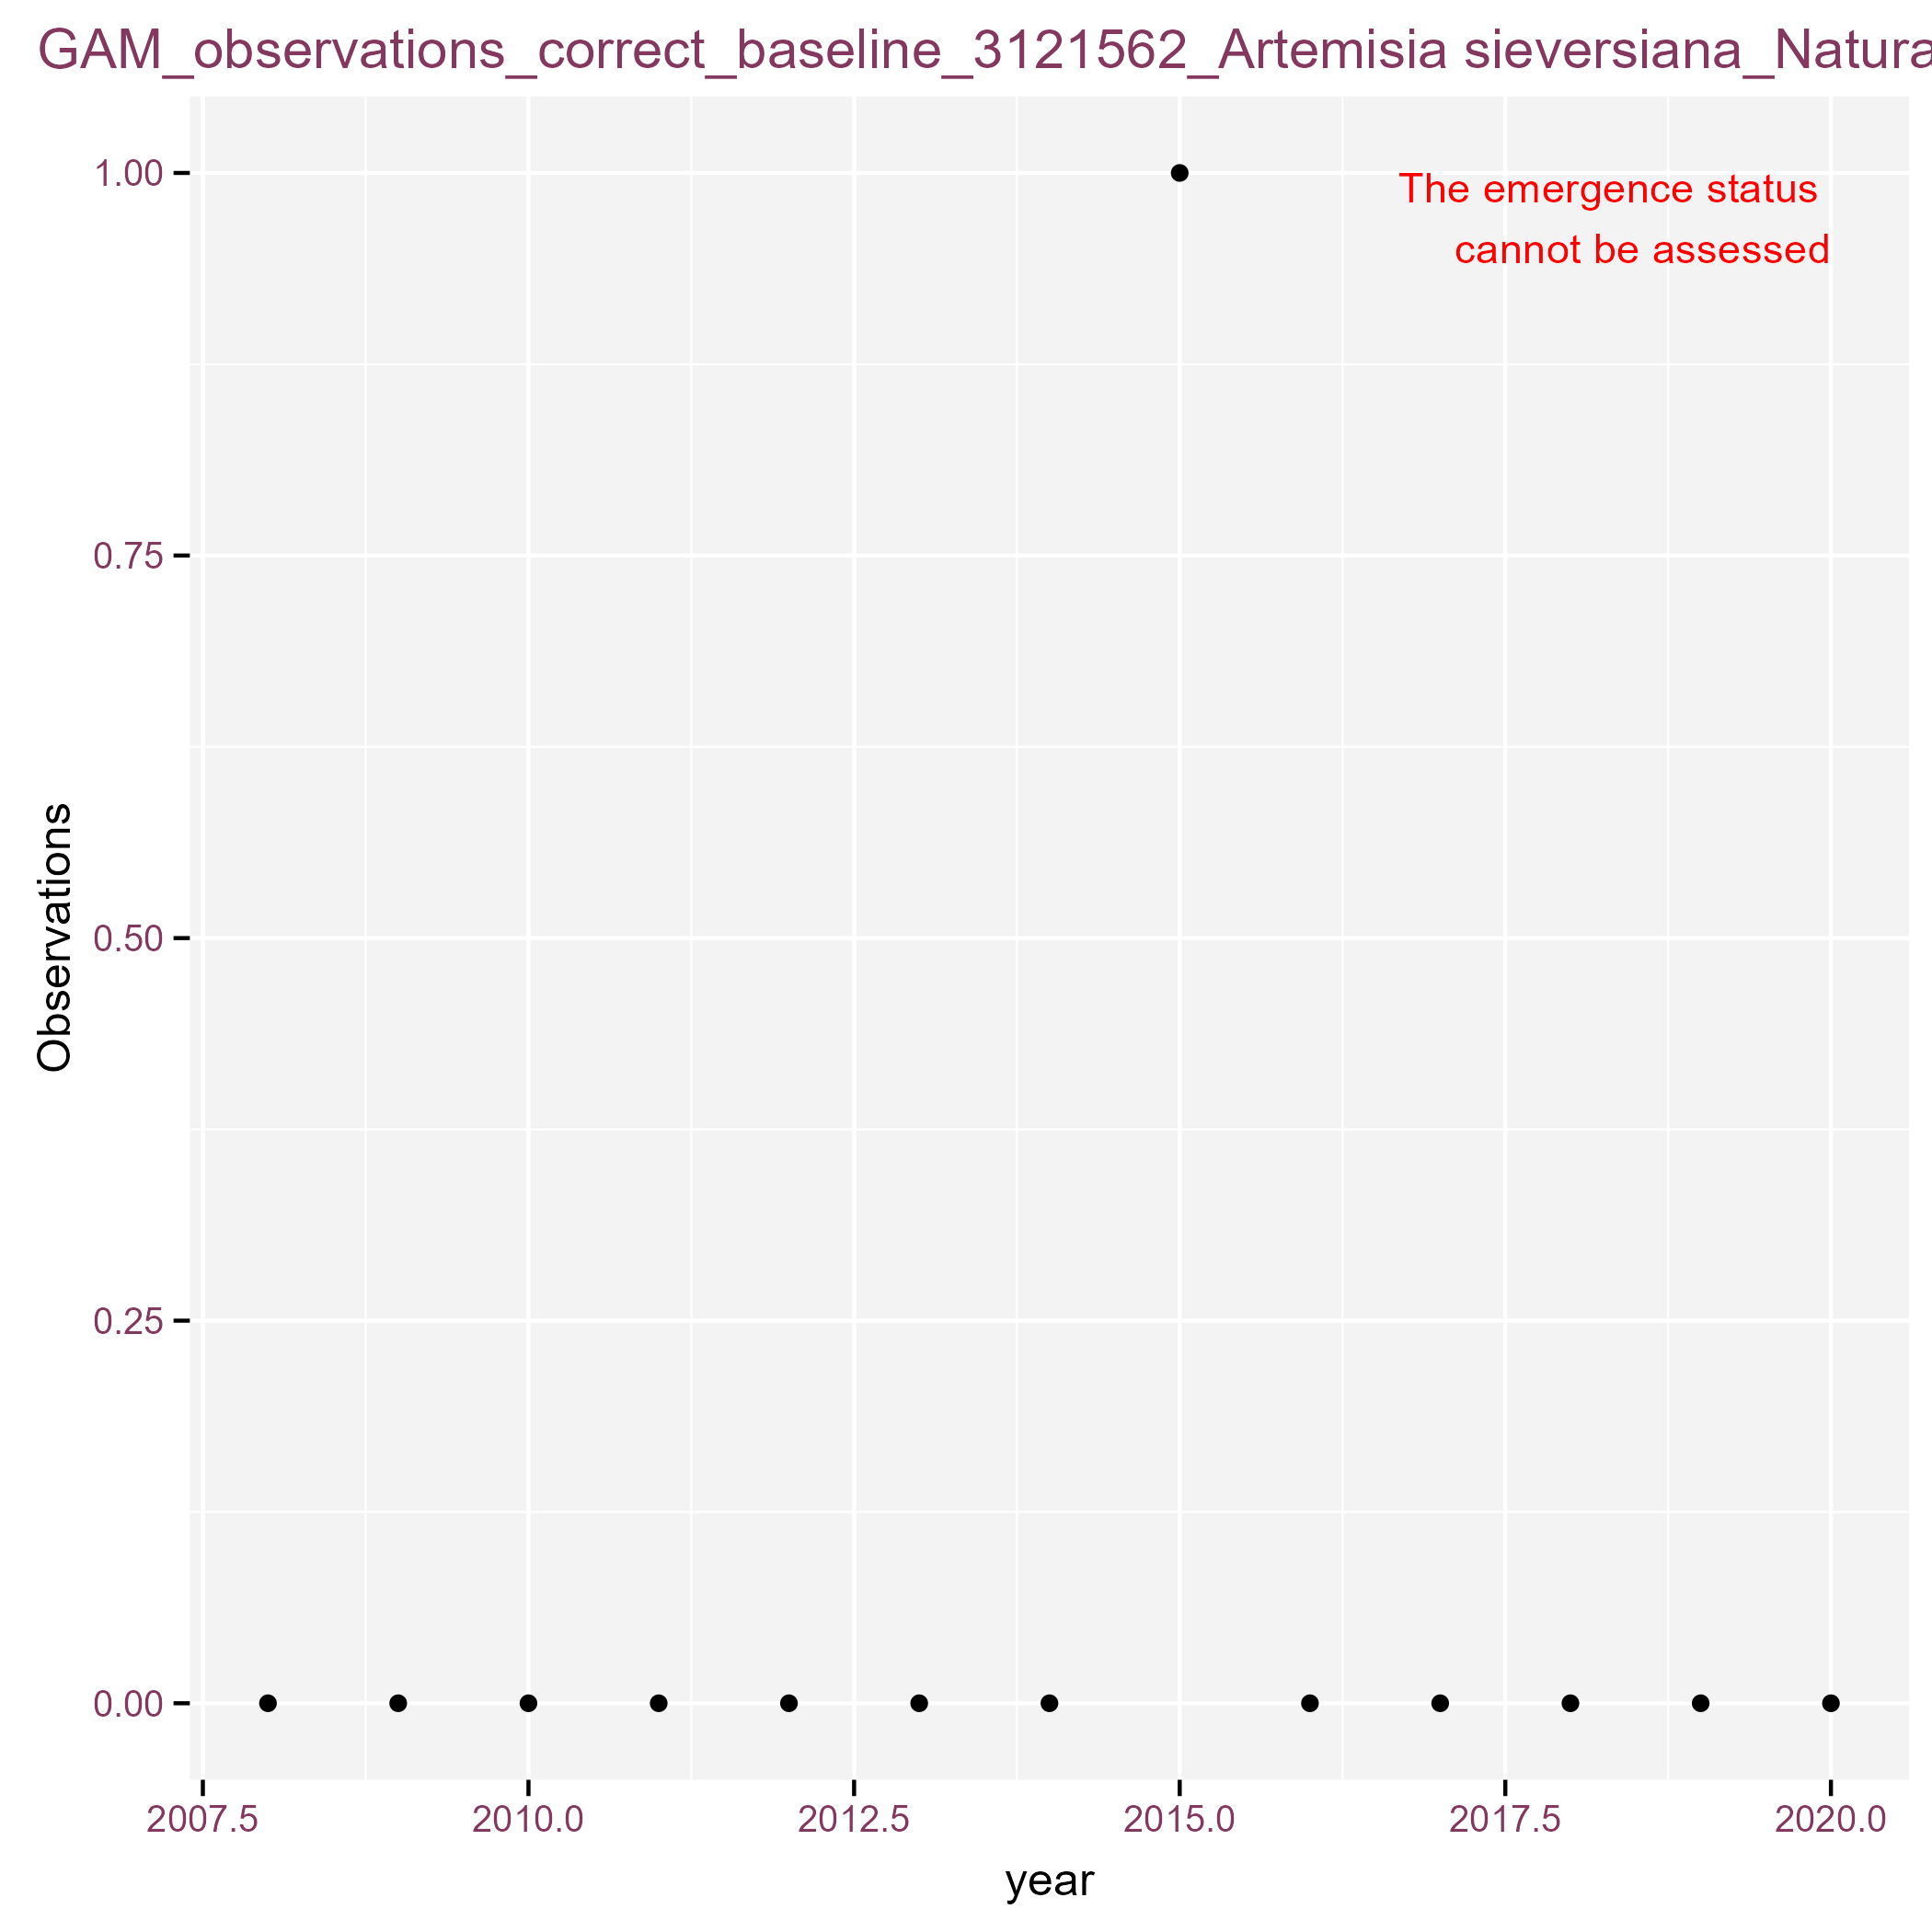 GAM_observations_correct_baseline_3121562_Artemisia sieversiana_Natura
1.00
The emergence status
cannot be assessed
0.75
0.50
0.25
0.00
Observations
2007.5 2010.0 2012.5 2015.0 2017.5 2020.0
year